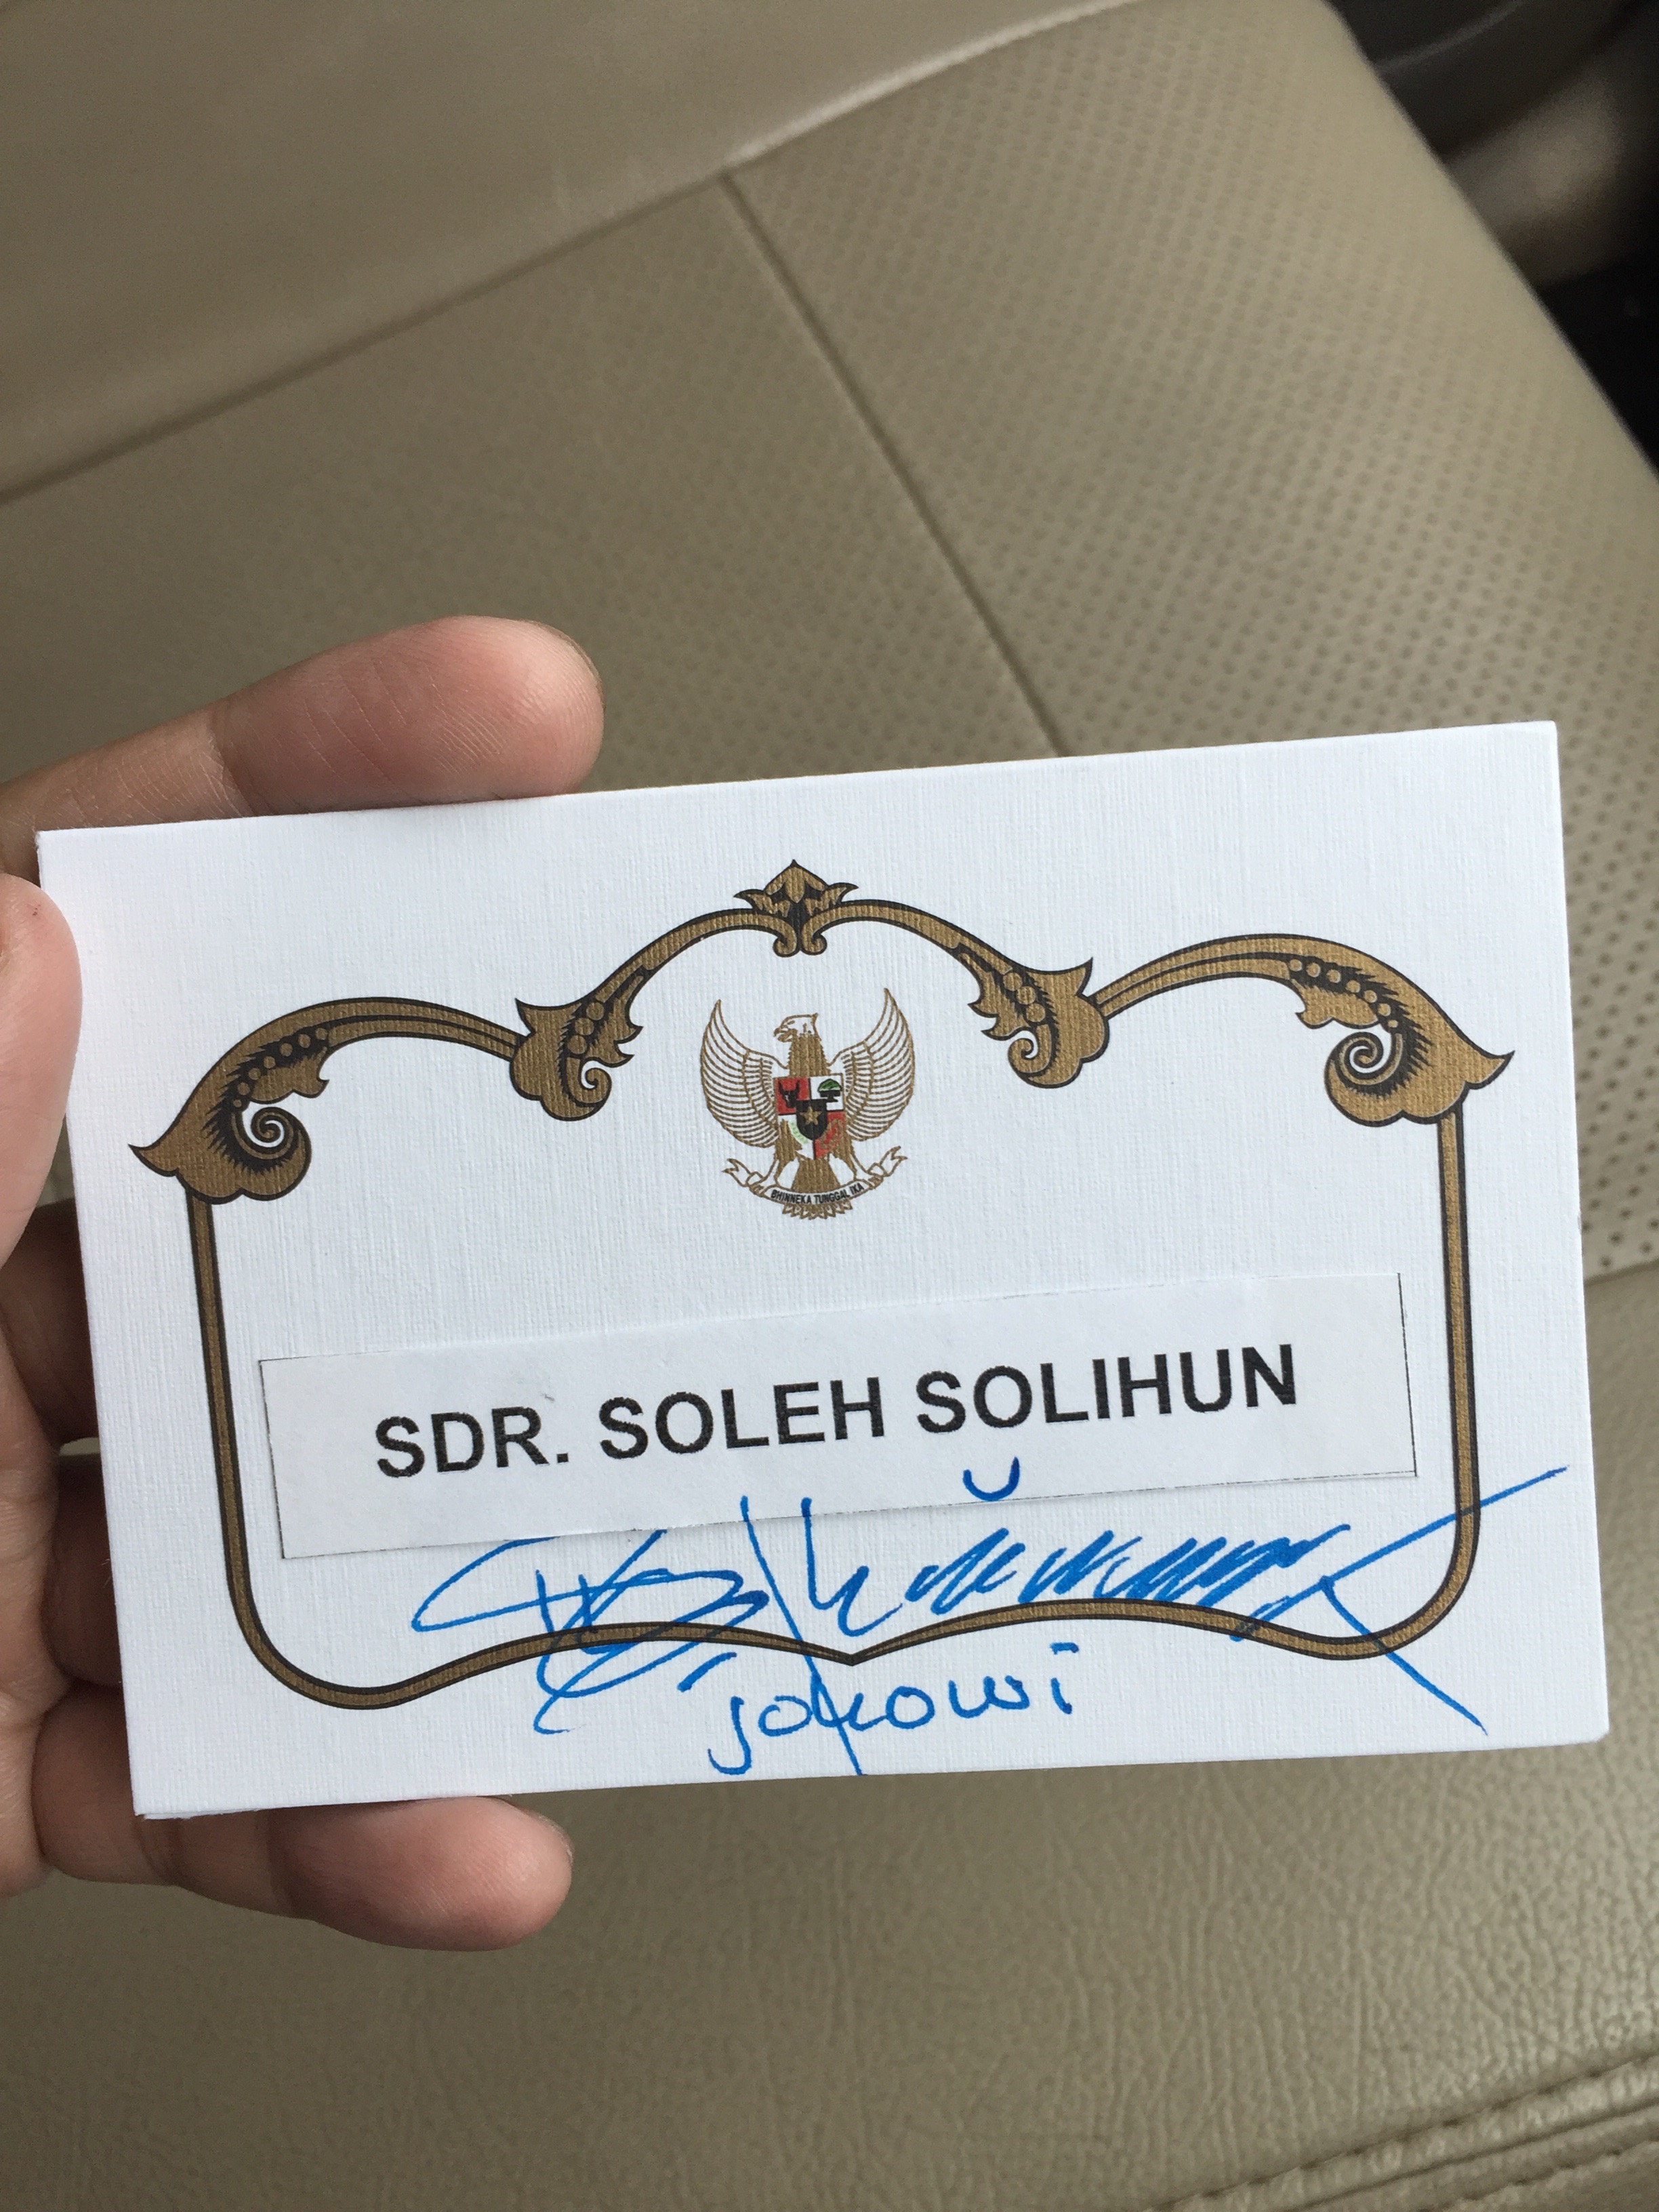 BHINNEKA TUNGGAL IKA
SDR. SOLEH SOLIHUN
jokowi